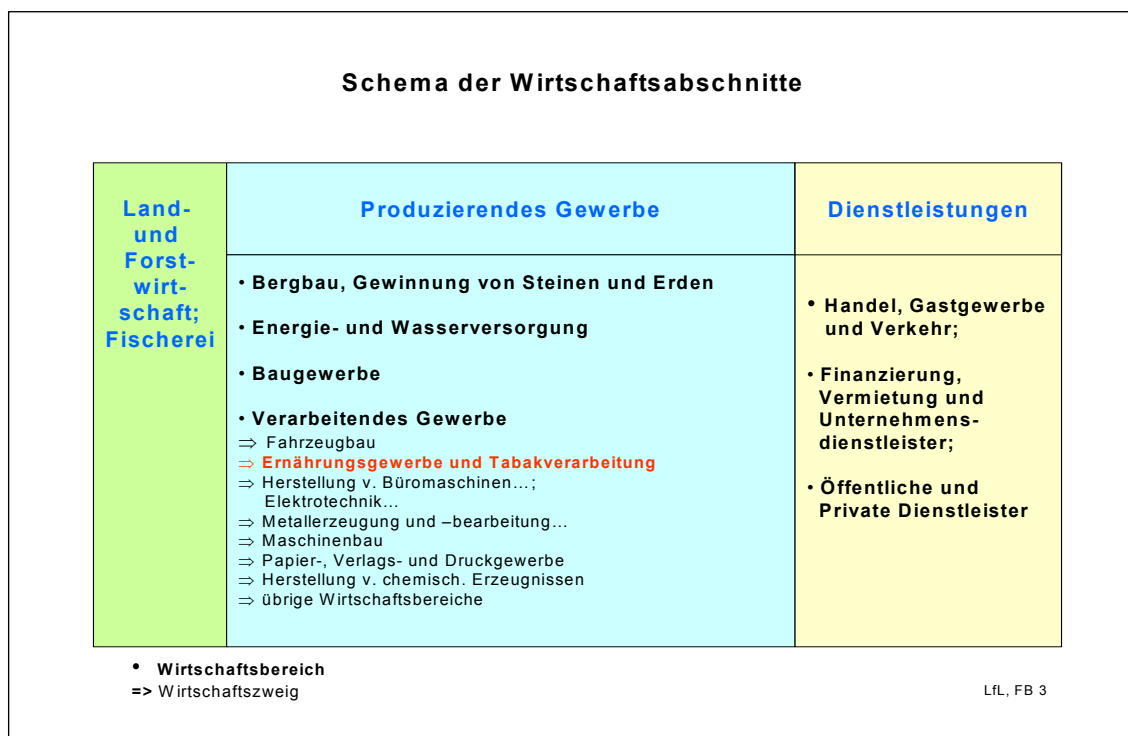 Schema der Wirtschaftsabschnitte
Land-
und
Forst-
wirt-
schaft;
Fischerei
Produzierendes Gewerbe
• Bergbau, Gewinnung von Steinen und Erden
• Energie- und Wasserversorgung
• Baugewerbe
• Verarbeitendes Gewerbe
⇒ Fahrzeugbau
⇒ Ernährungsgewerbe und Tabakverarbeitung
⇒ Herstellung v. Büromaschinen…;
Elektrotechnik…
⇒ Metallerzeugung und –bearbeitung…
⇒ Maschinenbau
⇒ Papier-, Verlags- und Druckgewerbe
⇒ Herstellung v. chemisch. Erzeugnissen
⇒ übrige Wirtschaftsbereiche
Dienstleistungen
• Handel, Gastgewerbe
und Verkehr;
• Finanzierung,
Vermietung und
Unternehmens-
dienstleister;
• Öffentliche und
Private Dienstleister
• Wirtschaftsbereich
=> Wirtschaftszweig
LfL, FB 3